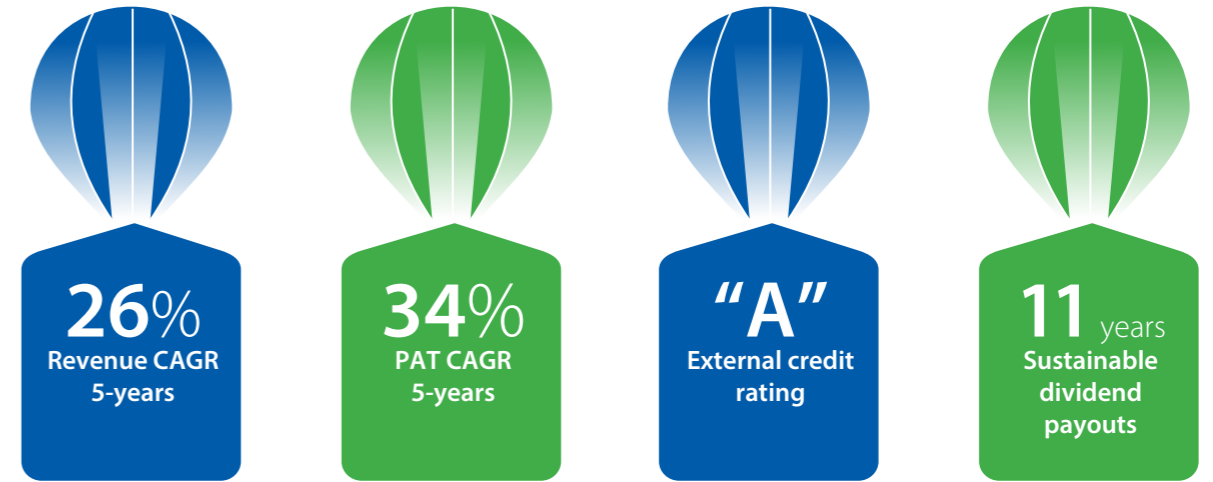 26%
Revenue CAGR
5-years
34%
PAT CAGR
5-years
“A”
External credit
rating
11 years
Sustainable
dividend
payouts